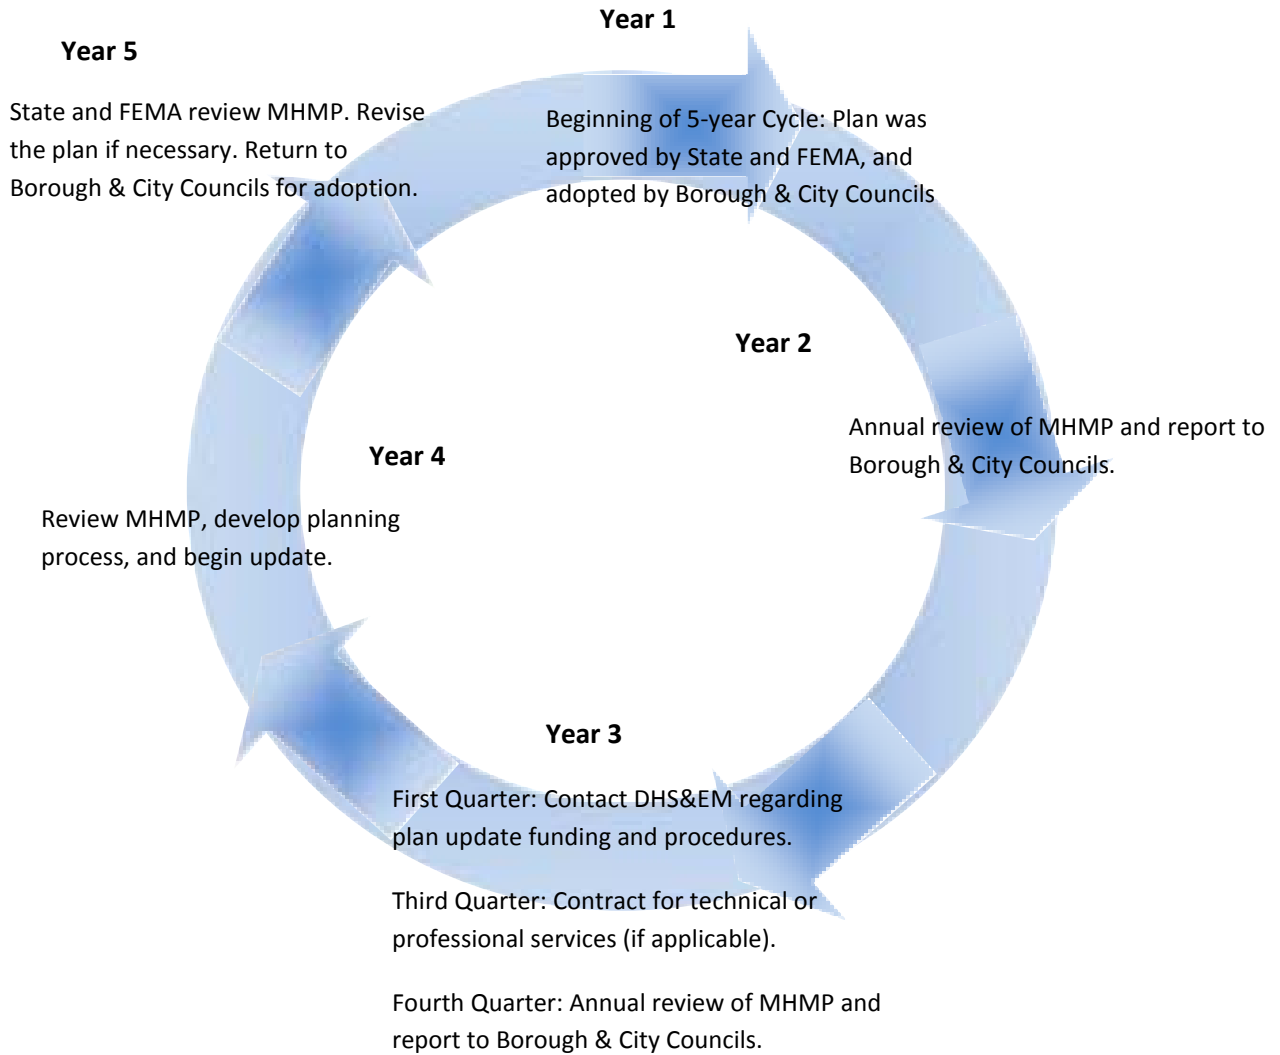 Year 1
Beginning of 5-year Cycle: Plan was
approved by State and FEMA, and
adopted by Borough & City Councils
Year 2
Annual review of MHMP and report to
Borough & City Councils.
Year 3
First Quarter: Contact DHS&EM regarding
plan update funding and procedures.
Third Quarter: Contract for technical or
professional services (if applicable).
Fourth Quarter: Annual review of MHMP and
report to Borough & City Councils.
Year 4
Review MHMP, develop planning
process, and begin update.
Year 5
State and FEMA review MHMP. Revise
the plan if necessary. Return to
Borough & City Councils for adoption.